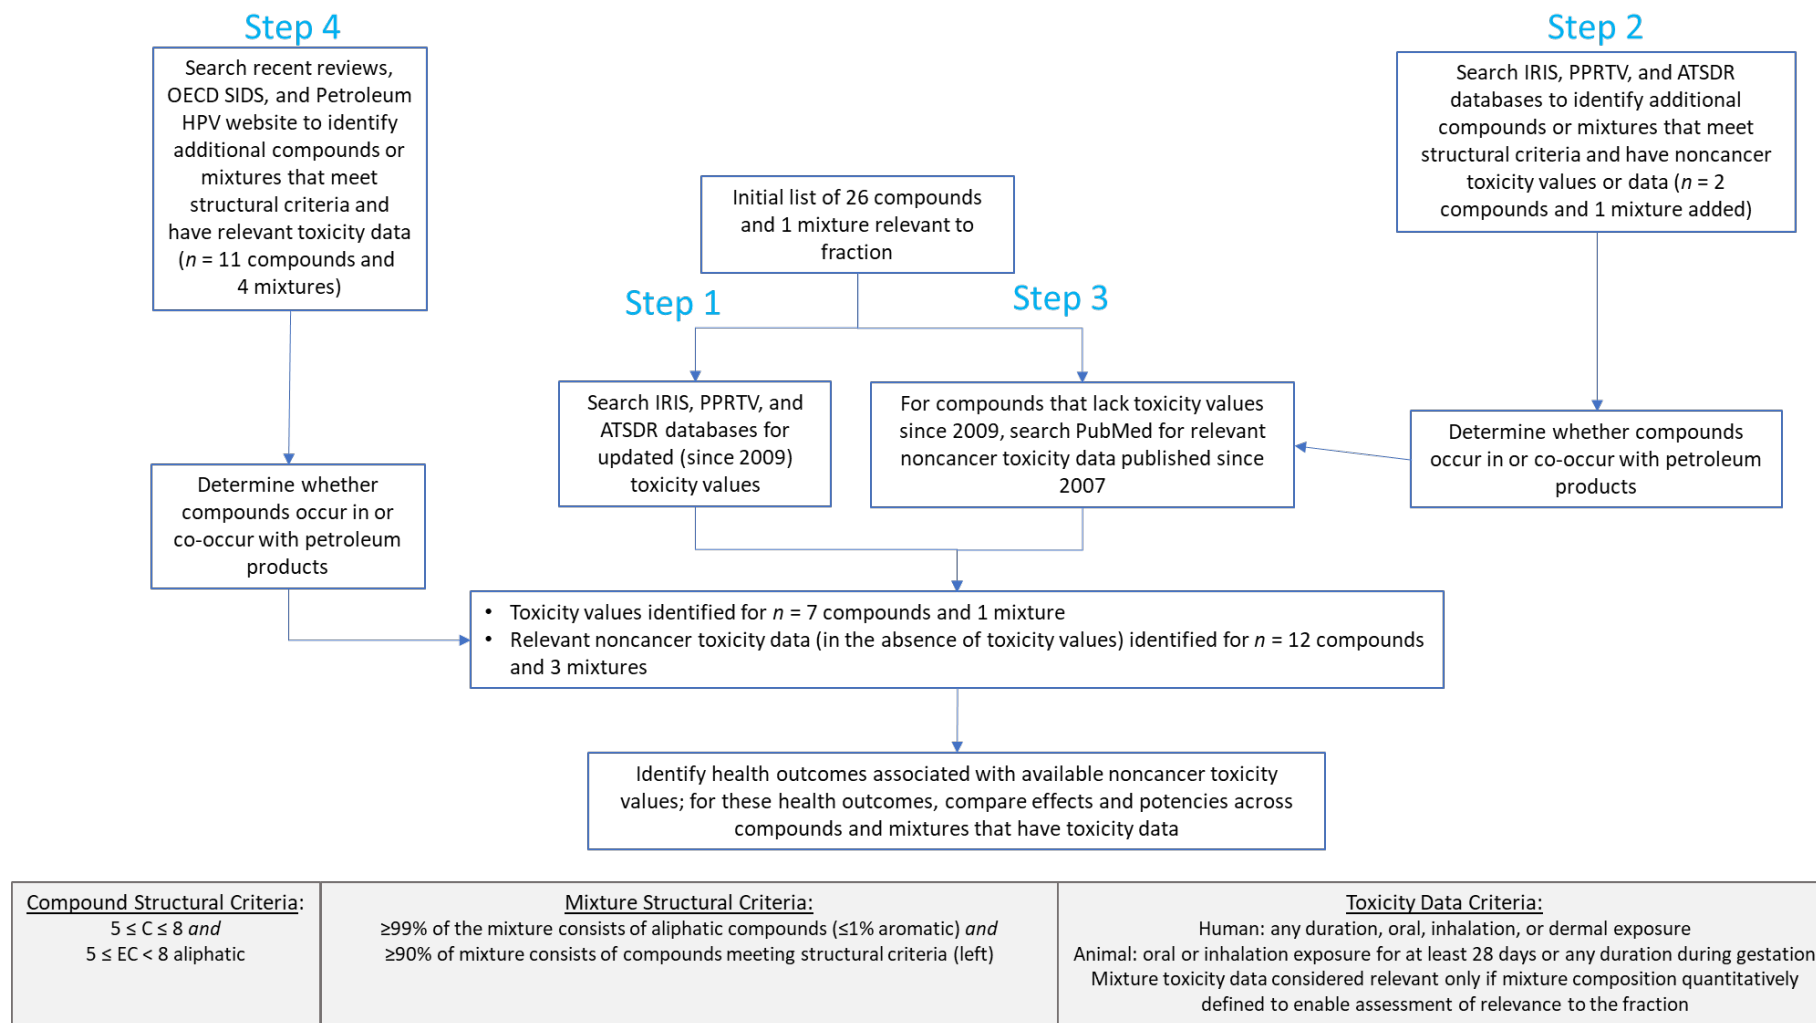 Step 4
Search recent reviews,
OECD SIDS, and Petroleum
HPV website to identify
additional compounds or
mixtures that meet
structural criteria and
have relevant toxicity data
(n = 11 compounds and
4 mixtures)
Determine whether
compounds occur in or
co-occur with petroleum
products
Initial list of 26 compounds
and 1 mixture relevant to
fraction
Step 1
Search IRIS, PPRTV, and
ATSDR databases for
updated (since 2009)
toxicity values
Step 3
For compounds that lack toxicity values
since 2009, search PubMed for relevant
noncancer toxicity data published since
2007
Step 2
Search IRIS, PPRTV, and ATSDR
databases to identify additional
compounds or mixtures that meet
structural criteria and have noncancer
toxicity values or data (n = 2
compounds and 1 mixture added)
Determine whether compounds
occur in or co-occur with petroleum
products
• Toxicity values identified for n = 7 compounds and 1 mixture
• Relevant noncancer toxicity data (in the absence of toxicity values) identified for n = 12 compounds
and 3 mixtures
Identify health outcomes associated with available noncancer toxicity
values; for these health outcomes, compare effects and potencies across
compounds and mixtures that have toxicity data
Compound Structural Criteria:
5 ≤ C ≤ 8 and
5 ≤ EC < 8 aliphatic
Mixture Structural Criteria:
≥99% of the mixture consists of aliphatic compounds (≤1% aromatic) and
≥90% of mixture consists of compounds meeting structural criteria (left)
Toxicity Data Criteria:
Human: any duration, oral, inhalation, or dermal exposure
Animal: oral or inhalation exposure for at least 28 days or any duration during gestation
Mixture toxicity data considered relevant only if mixture composition quantitatively
defined to enable assessment of relevance to the fraction